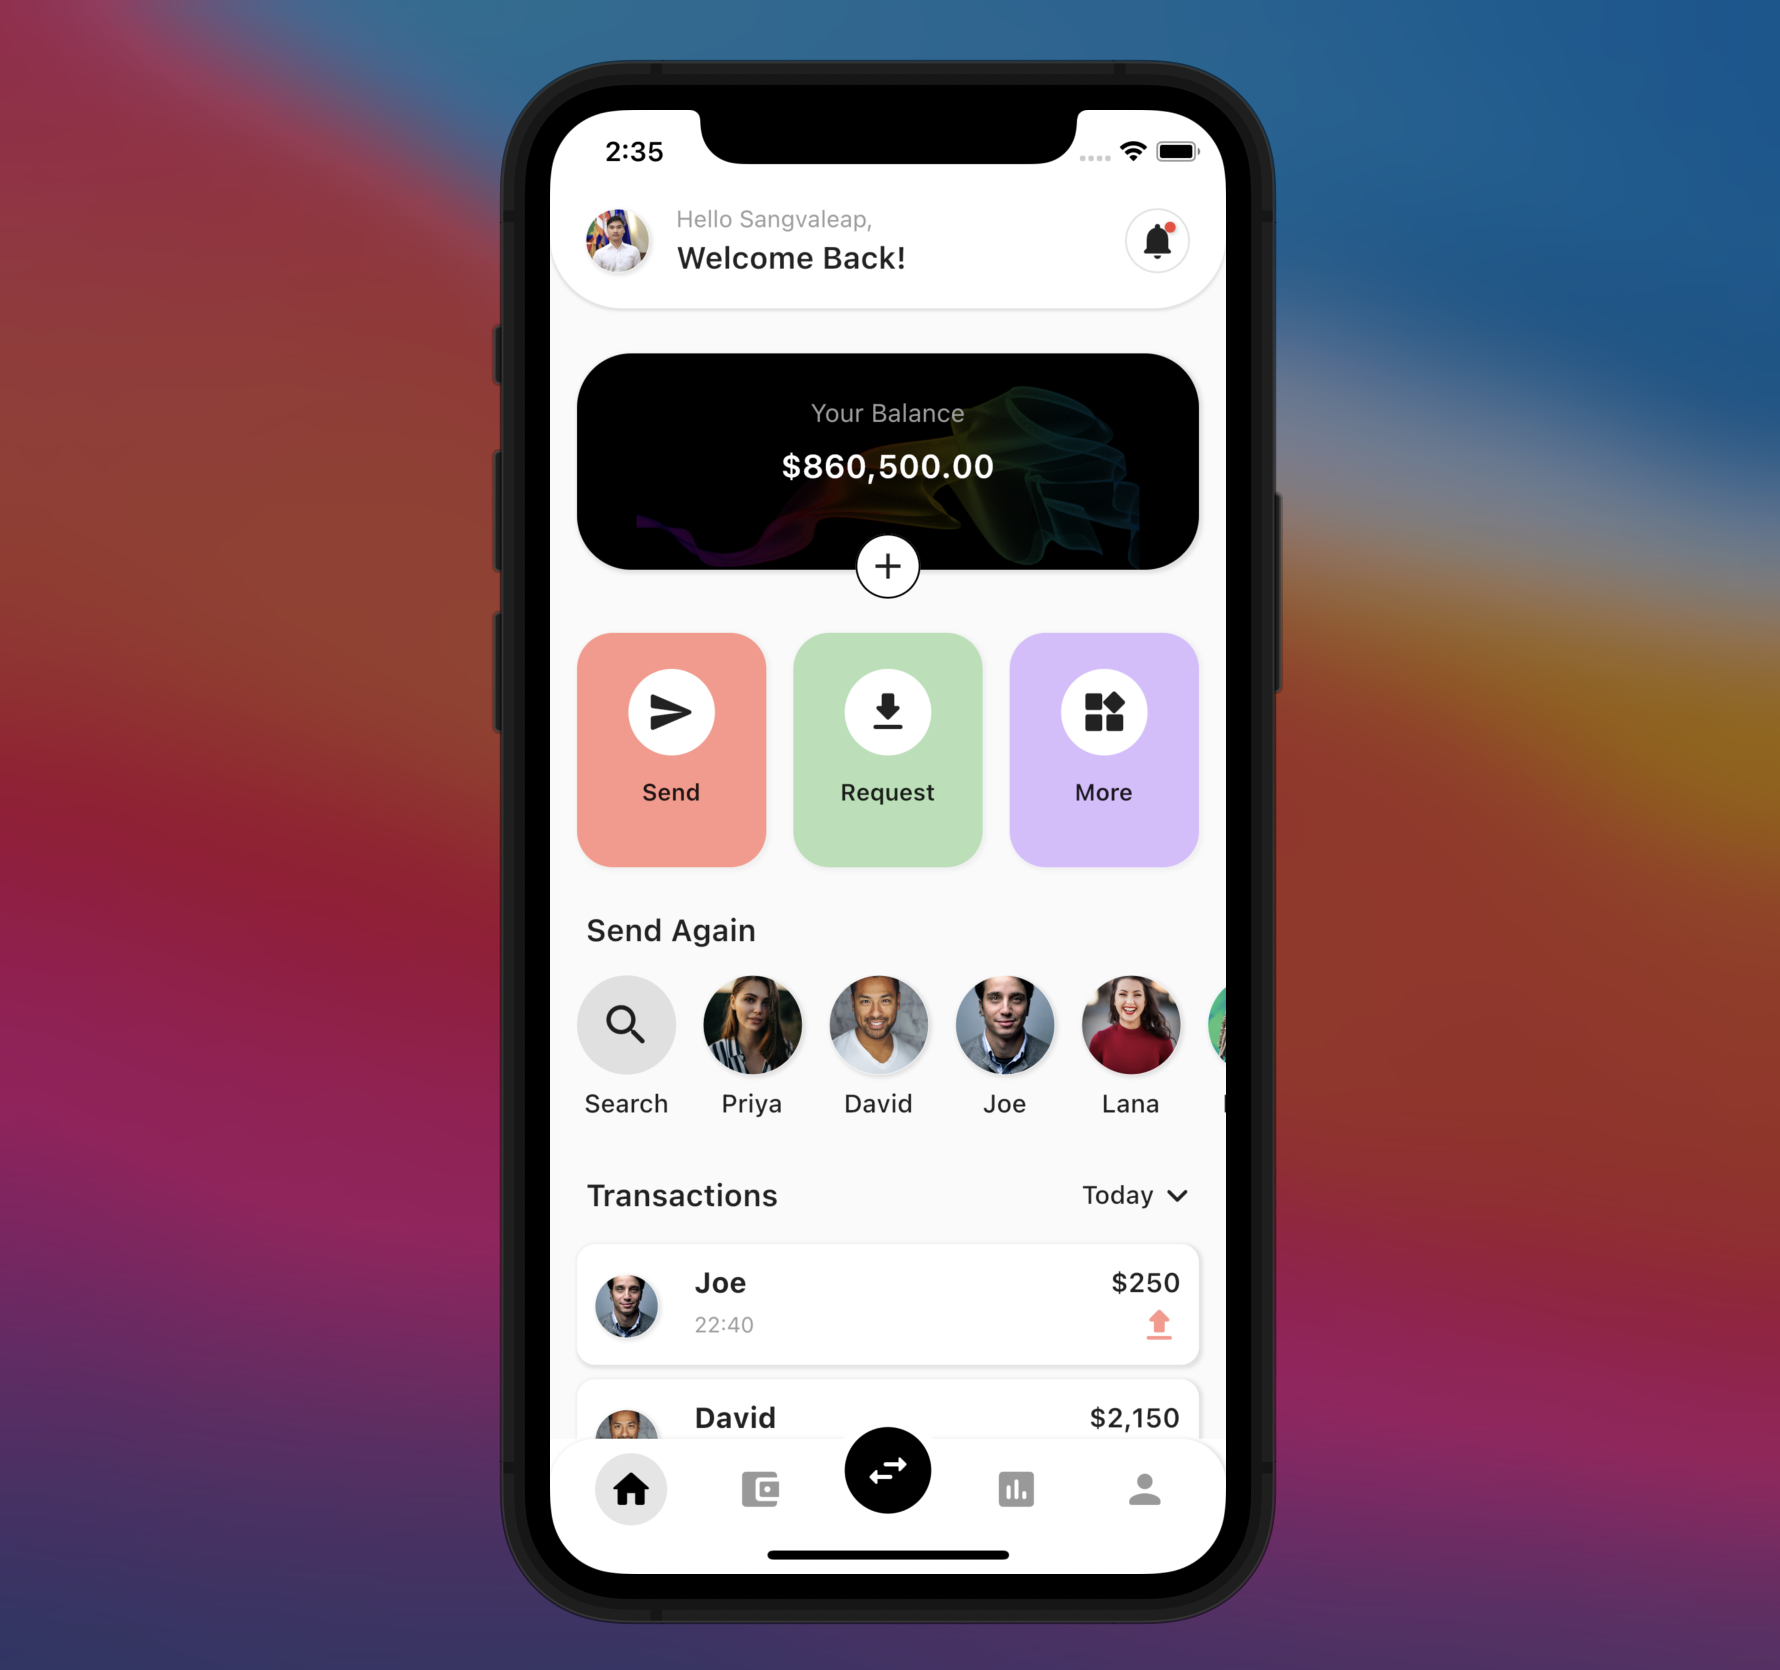 2:35
Hello Sangvaleap,
Welcome Back!
Your Balance
$860,500.00
Send
Request
More
Send Again
Search
Priya
David
Joe
Lana
Transactions
Today
Joe
$250
22:40
David
$2,150